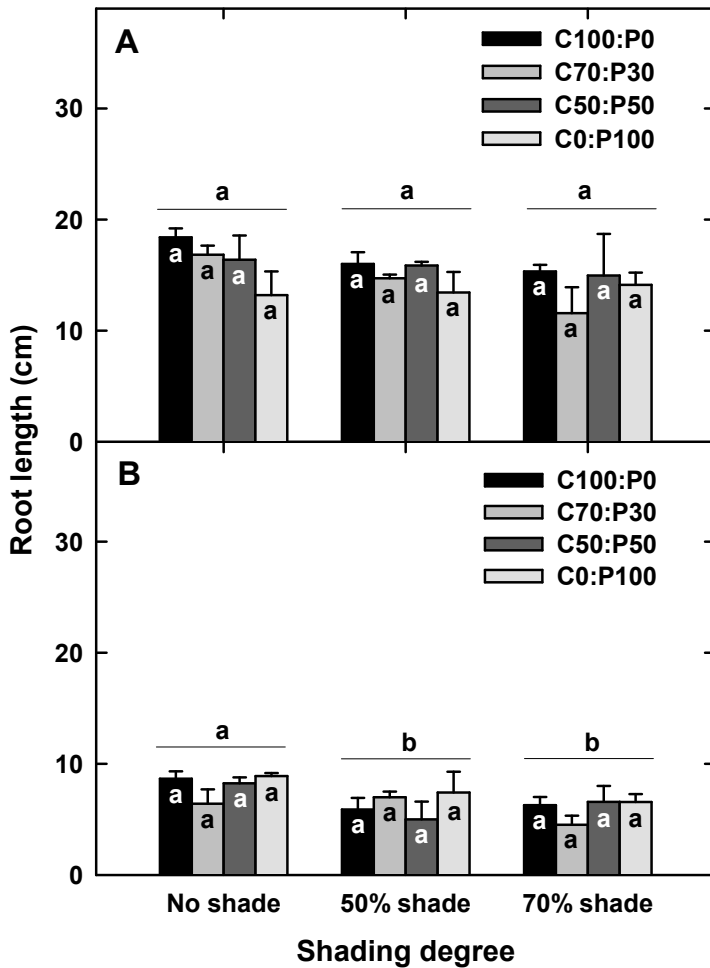 A
C100:P0
C70:P30
C50:P50
C0:P100
30
20
10
0
a a a
a a a a a a a a a a a a
B
C100:P0
C70:P30
C50:P50
C0:P100
30
20
10
0
a b b
a a a a a a a a a a a a
Root length (cm)
No shade 50% shade 70% shade
Shading degree